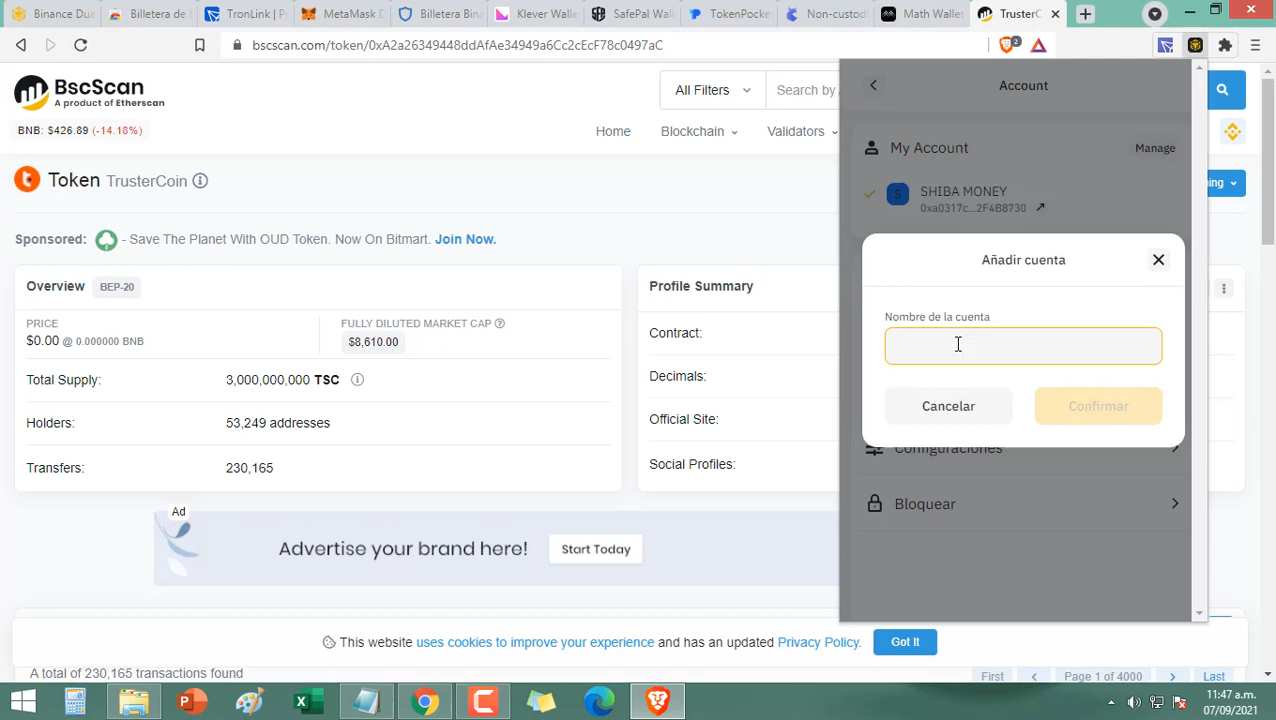 Binance Du
Billetera de
TronLink | P
MetaMask D
Billetera Bin
Klever Walle
SafePal Wall
TokenPocke
Non-custod
Math Wallet
TrusterC
2
BscScan
A product of Etherscan
All Filters
Search by
BNB: $426.89 (-14.18%)
Home
Blockchain
Validators
ing
Token TrusterCoin
Sponsored: - Save The Planet With OUD Token. Now On Bitmart. Join Now.
Overview BEP-20
PRICE
$0.00 @ 0.000000 BNB
FULLY DILUTED MARKET CAP
$8,610.00
Total Supply: 3,000,000,000 TSC
Holders: 53,249 addresses
Transfers: 230,165
Profile Summary
Contract:
Decimals:
Official Site:
Social Profiles:
Account
My Account
Manage
S
SHIBA MONEY
0xa0317c...2F4B8730
Añadir cuenta
Nombre de la cuenta
Cancelar
Confirmar
Configuraciones
Bloquear
Ad
Advertise your brand here!
Start Today
This website uses cookies to improve your experience and has an updated Privacy Policy.
Got It
A total of 230,165 transactions found
First
Page 1 of 4000
Last
11:47 a.m.
07/09/2021